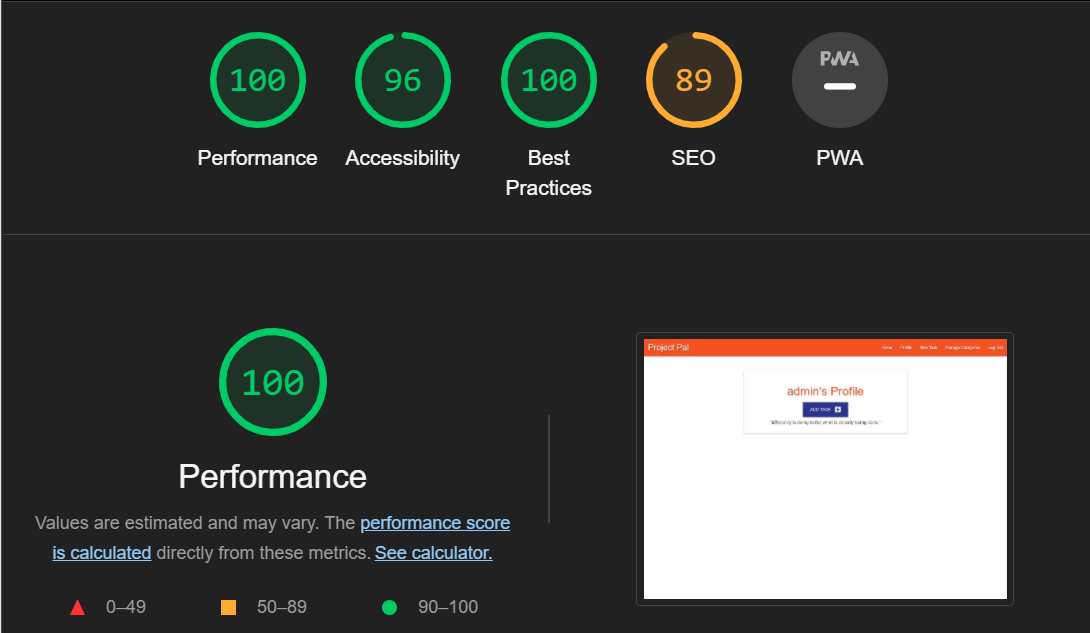 100
96
100
89
PWA
Performance
Accessibility
Best
Practices
SEO
PWA
100
Performance
Values are estimated and may vary. The performance score
is calculated directly from these metrics. See calculator.
0–49
50–89
90–100
Project Pal
Home Profile New Task Manage Categories Log Out
admin's Profile
ADD TASK
"Efficiency is doing better what is already being done."